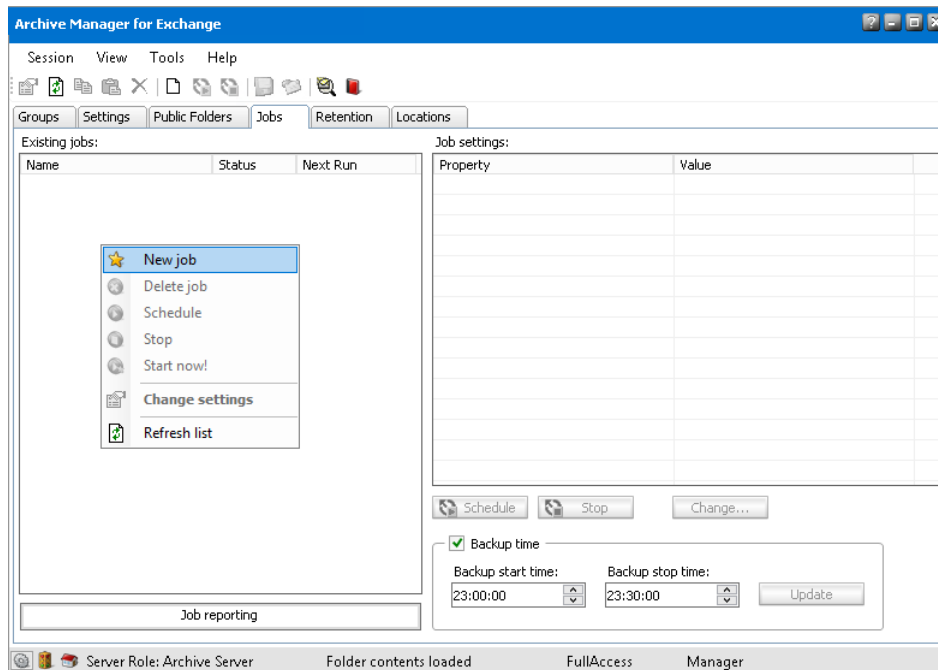 Archive Manager for Exchange
Session View Tools Help
Groups Settings Public Folders Jobs Retention Locations
Existing jobs: Job settings:
Name Status Next Run Property Value
New job
Delete job
Schedule
Stop
Start now!
Change settings
Refresh list
Schedule Stop Change...
Backup time
Backup start time: Backup stop time:
23:00:00 23:30:00 Update
Job reporting
Server Role: Archive Server Folder contents loaded FullAccess Manager